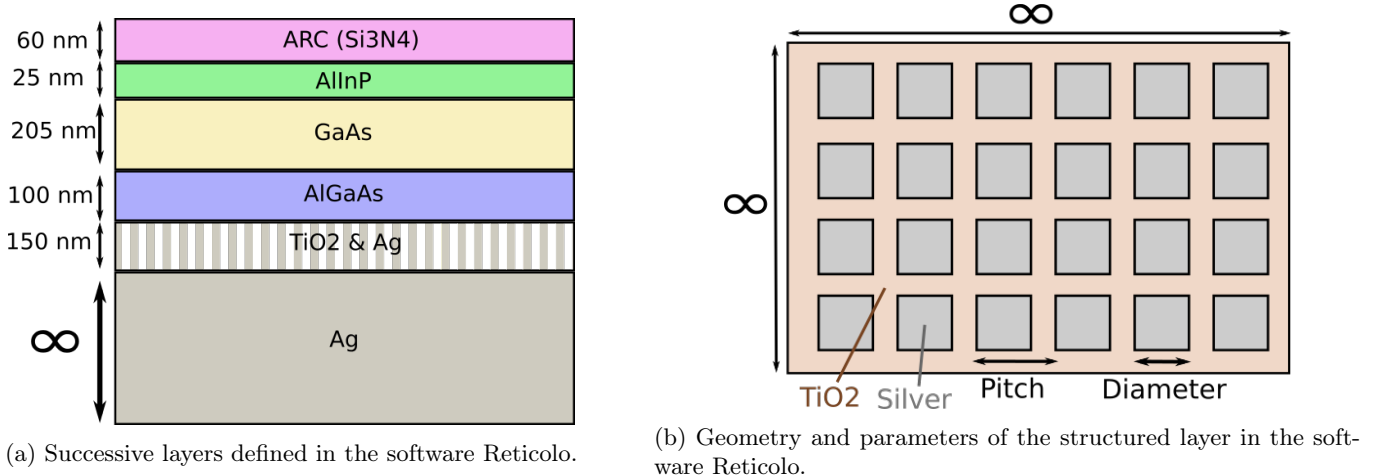 60 nm
ARC (Si3N4)
25 nm
AlInP
205 nm
GaAs
100 nm
AlGaAs
150 nm
TiO2 & Ag
∞
Ag
(a) Successive layers defined in the software Reticolo.
∞
∞
TiO2
Silver
Pitch
Diameter
(b) Geometry and parameters of the structured layer in the soft-
ware Reticolo.